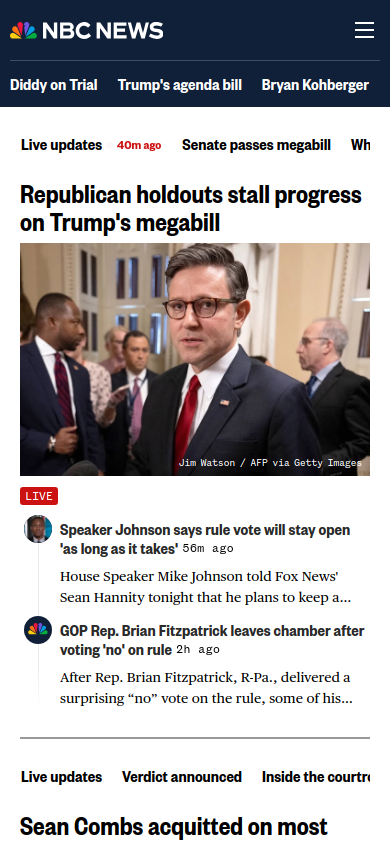 NBC NEWS
Diddy on Trial Trump's agenda bill Bryan Kohberger
Live updates 40m ago Senate passes megabill Wh
Republican holdouts stall progress
on Trump's megabill
Jim Watson / AFP via Getty Images
LIVE
Speaker Johnson says rule vote will stay open
'as long as it takes' 56m ago
House Speaker Mike Johnson told Fox News'
Sean Hannity tonight that he plans to keep a...
GOP Rep. Brian Fitzpatrick leaves chamber after
voting 'no' on rule 2h ago
After Rep. Brian Fitzpatrick, R-Pa., delivered a
surprising “no” vote on the rule, some of his...
Live updates Verdict announced Inside the courtro
Sean Combs acquitted on most